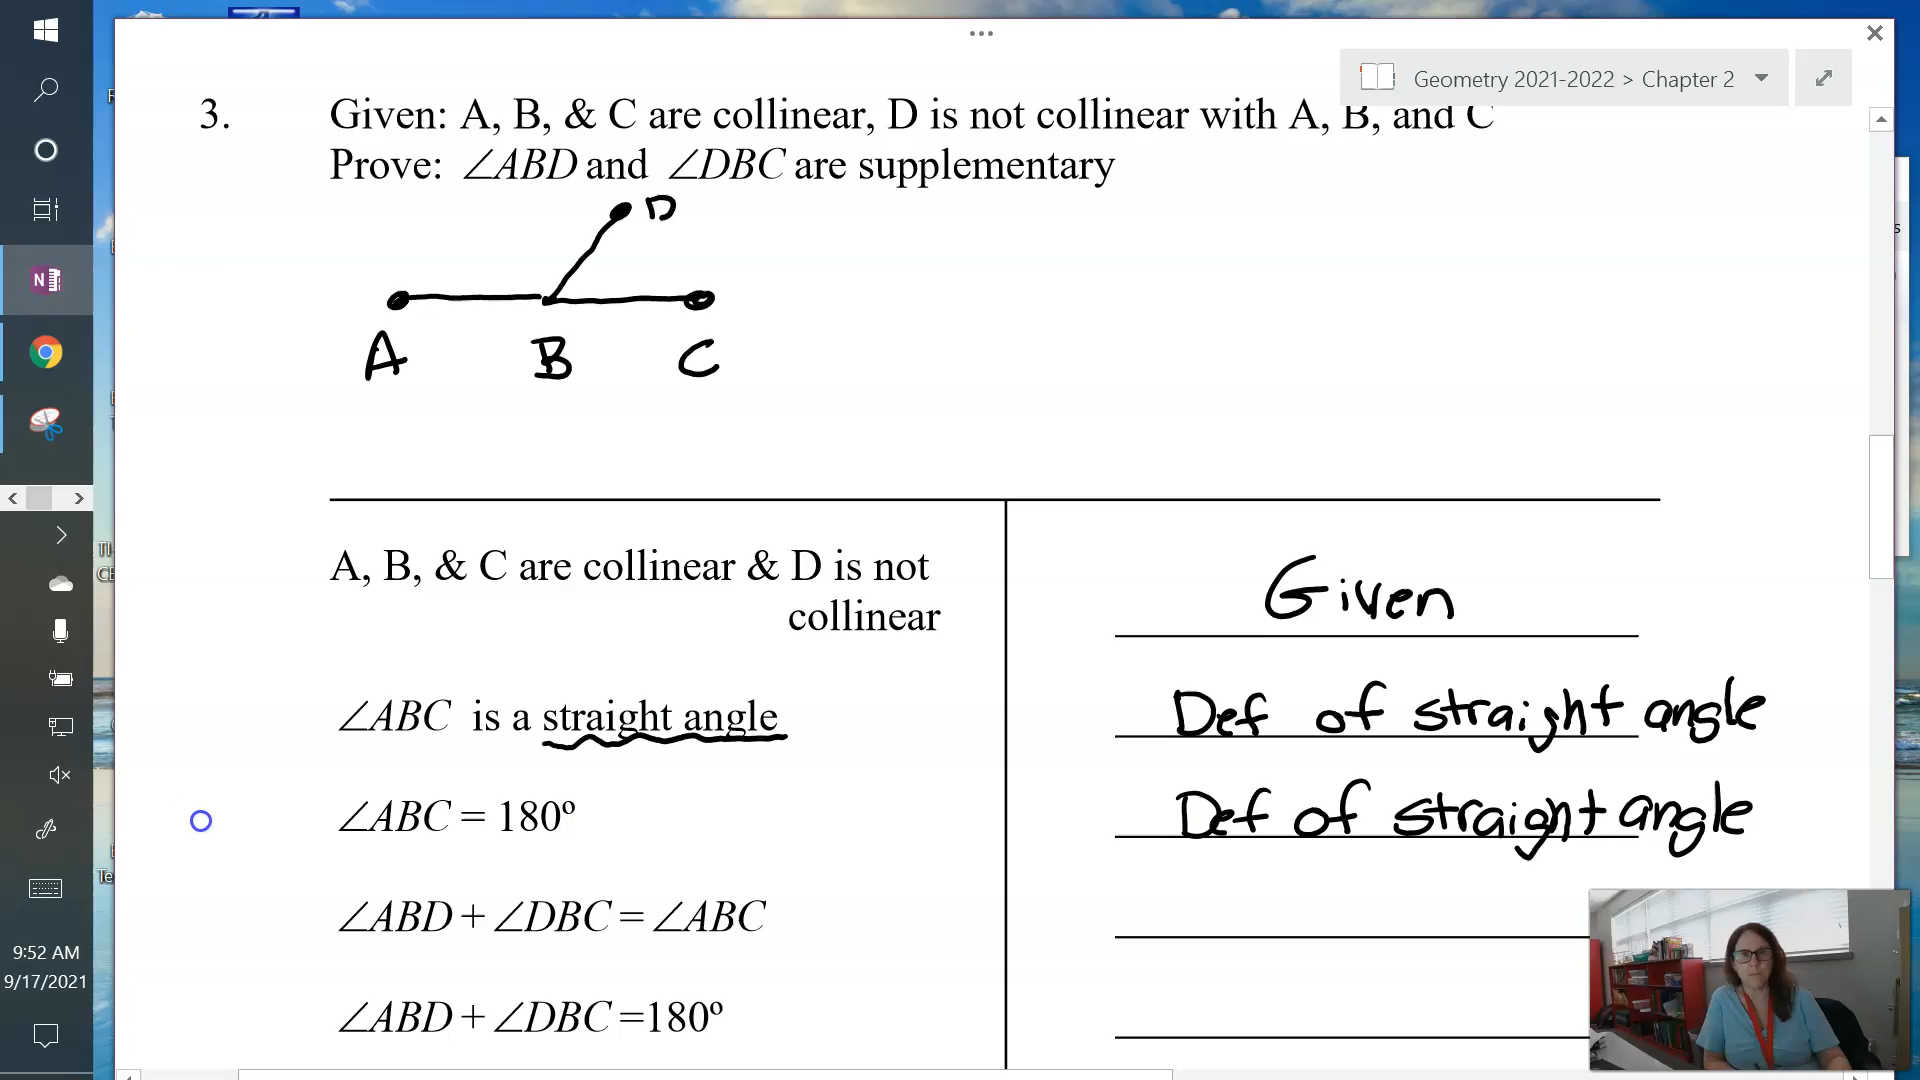 Geometry 2021-2022 > Chapter 2
3. Given: A, B, & C are collinear, D is not collinear with A, B, and C
Prove: ∠ABD and ∠DBC are supplementary
D
A B C
A, B, & C are collinear & D is not
collinear
Given
∠ABC is a straight angle
Def of straight angle
∠ABC = 180º
Def of straight angle
∠ABD + ∠DBC = ∠ABC
∠ABD + ∠DBC =180º
9:52 AM
9/17/2021